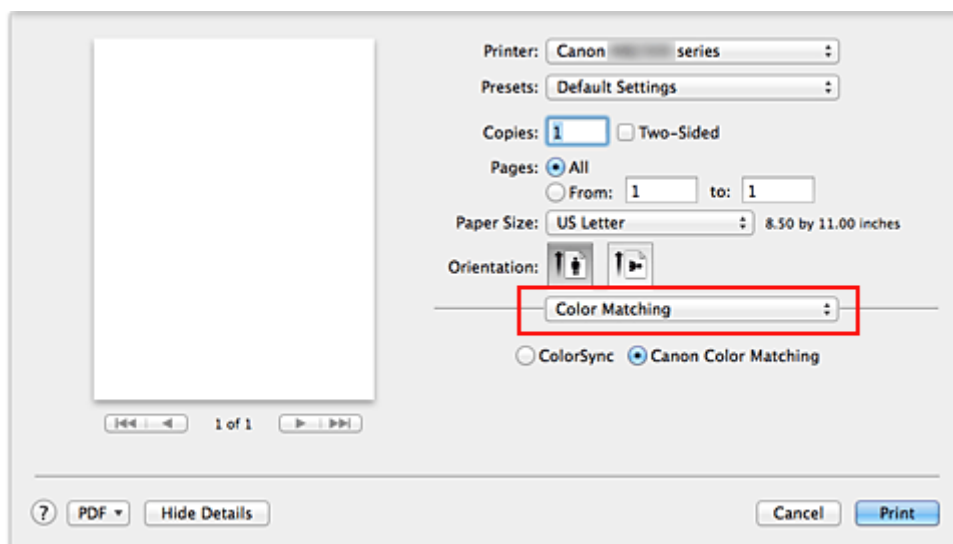 Printer: Canon series
Presets: Default Settings
Copies: 1 Two-Sided
Pages: All
From: 1 to: 1
Paper Size: US Letter 8.50 by 11.00 inches
Orientation:
Color Matching
ColorSync Canon Color Matching
1 of 1
? PDF Hide Details Cancel Print